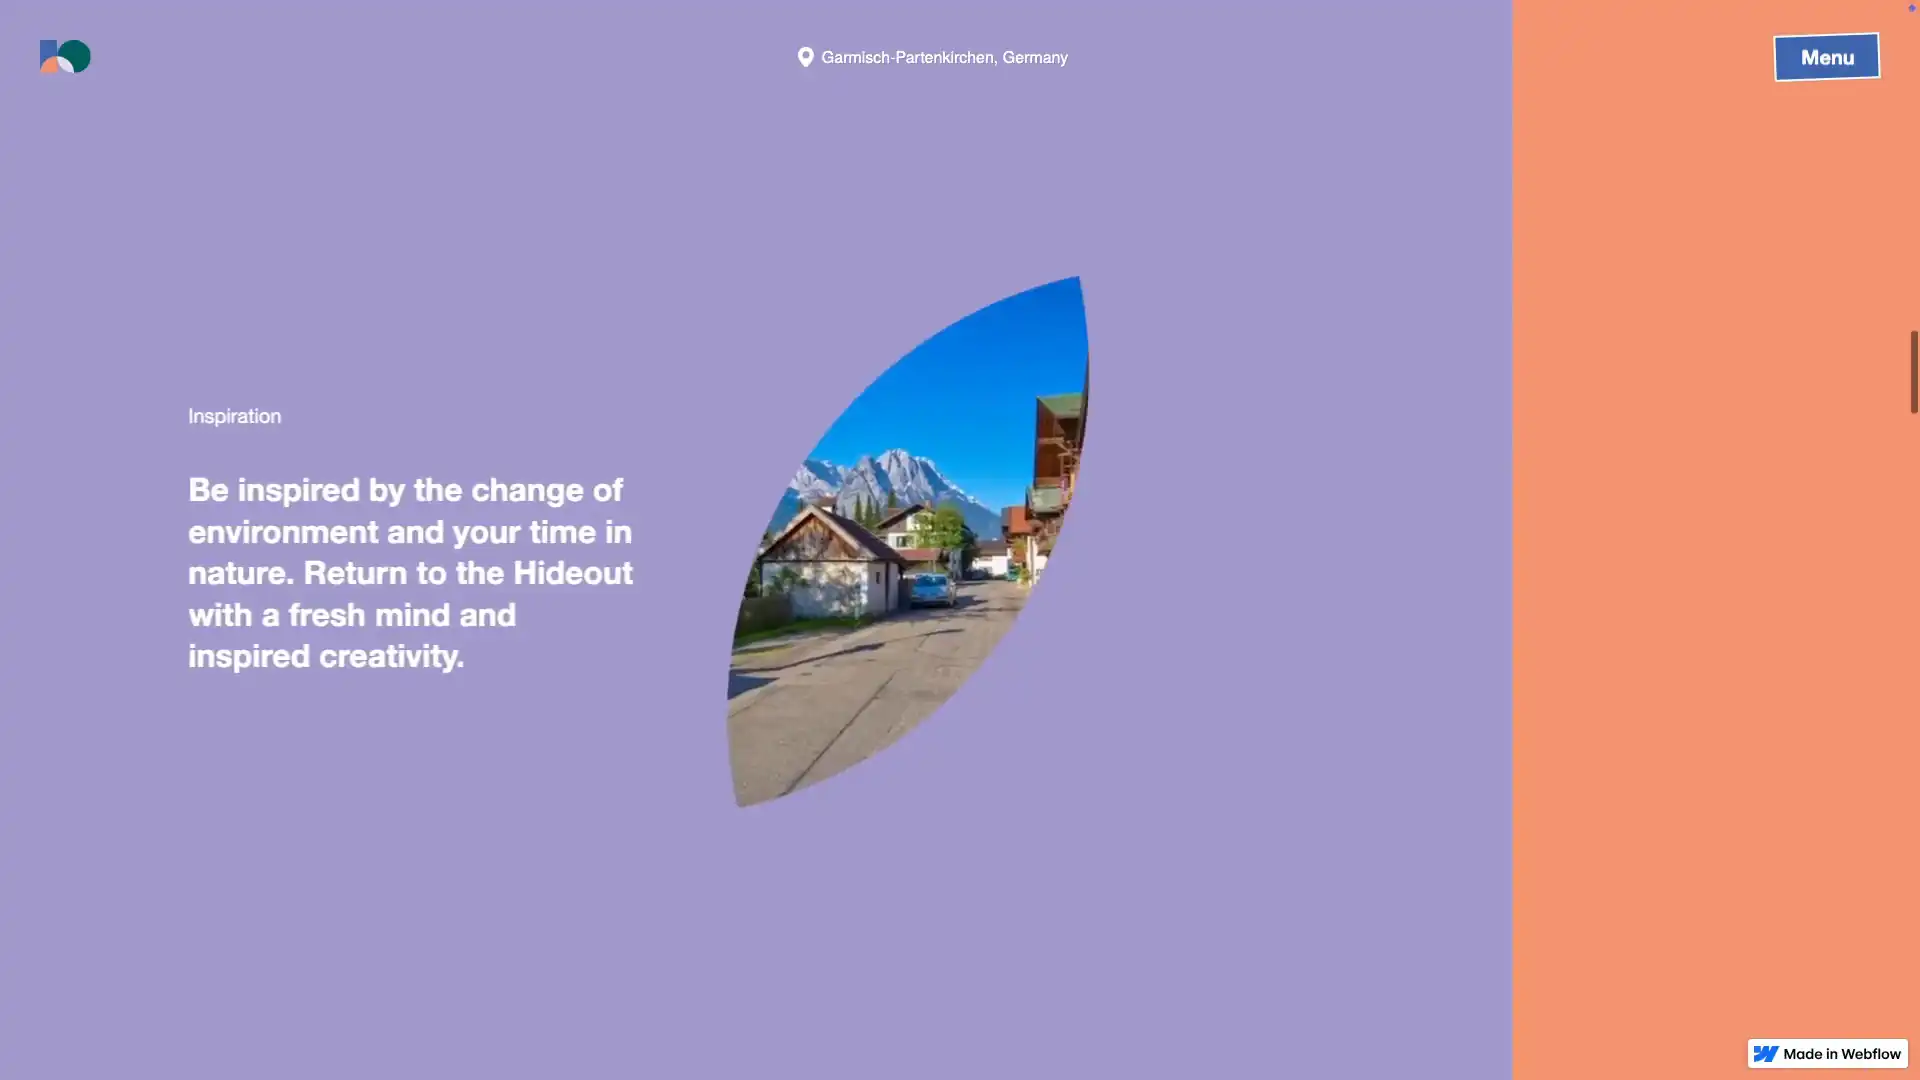 Garmisch-Partenkirchen, Germany
Menu
Inspiration
Be inspired by the change of
environment and your time in
nature. Return to the Hideout
with a fresh mind and
inspired creativity.
Made in Webflow